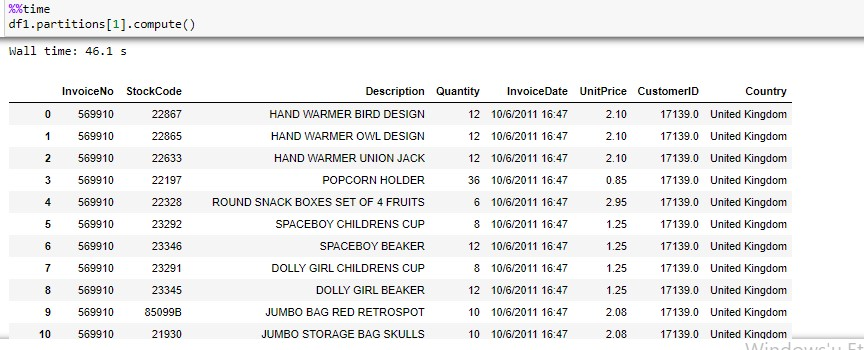 %%time
df1.partitions[1].compute()
Wall time: 46.1 s
InvoiceNo StockCode Description Quantity InvoiceDate UnitPrice CustomerID Country
0 569910 22867 HAND WARMER BIRD DESIGN 12 10/6/2011 16:47 2.10 17139.0 United Kingdom
1 569910 22865 HAND WARMER OWL DESIGN 12 10/6/2011 16:47 2.10 17139.0 United Kingdom
2 569910 22633 HAND WARMER UNION JACK 12 10/6/2011 16:47 2.10 17139.0 United Kingdom
3 569910 22197 POPCORN HOLDER 36 10/6/2011 16:47 0.85 17139.0 United Kingdom
4 569910 22328 ROUND SNACK BOXES SET OF 4 FRUITS 6 10/6/2011 16:47 2.95 17139.0 United Kingdom
5 569910 23292 SPACEBOY CHILDRENS CUP 8 10/6/2011 16:47 1.25 17139.0 United Kingdom
6 569910 23346 SPACEBOY BEAKER 12 10/6/2011 16:47 1.25 17139.0 United Kingdom
7 569910 23291 DOLLY GIRL CHILDRENS CUP 8 10/6/2011 16:47 1.25 17139.0 United Kingdom
8 569910 23345 DOLLY GIRL BEAKER 12 10/6/2011 16:47 1.25 17139.0 United Kingdom
9 569910 85099B JUMBO BAG RED RETROSPOT 10 10/6/2011 16:47 2.08 17139.0 United Kingdom
10 569910 21930 JUMBO STORAGE BAG SKULLS 10 10/6/2011 16:47 2.08 17139.0 United Kingdom
Windows'u Et